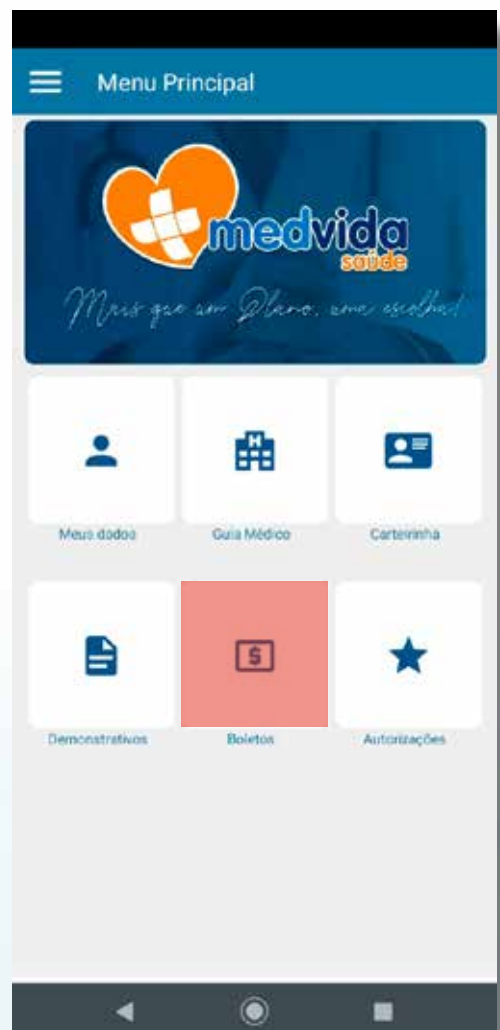 Menu Principal
medvida
saúde
Mais que um Plano, uma escolha!
H
Meus dados
Guia Médico
Carteirinha
$
Demonstrativos
Boletos
Autorizações